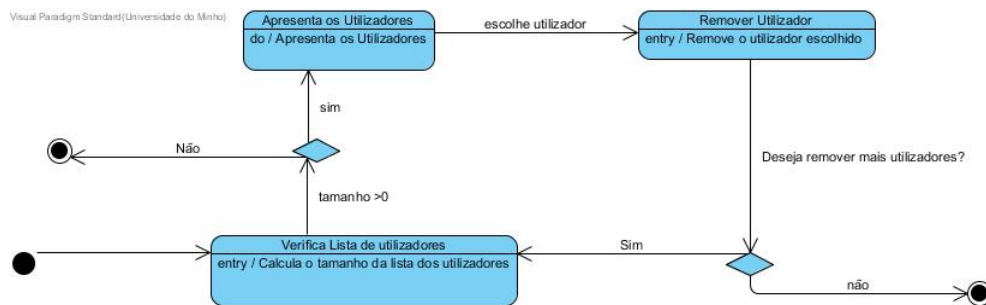 Visual Paradigm Standard(Universidade do Minho)
Apresenta os Utilizadores
do / Apresenta os Utilizadores
escolhe utilizador
Remover Utilizador
entry / Remove o utilizador escolhido
sim
Não
Deseja remover mais utilizadores?
tamanho >0
Verifica Lista de utilizadores
entry / Calcula o tamanho da lista dos utilizadores
Sim
não